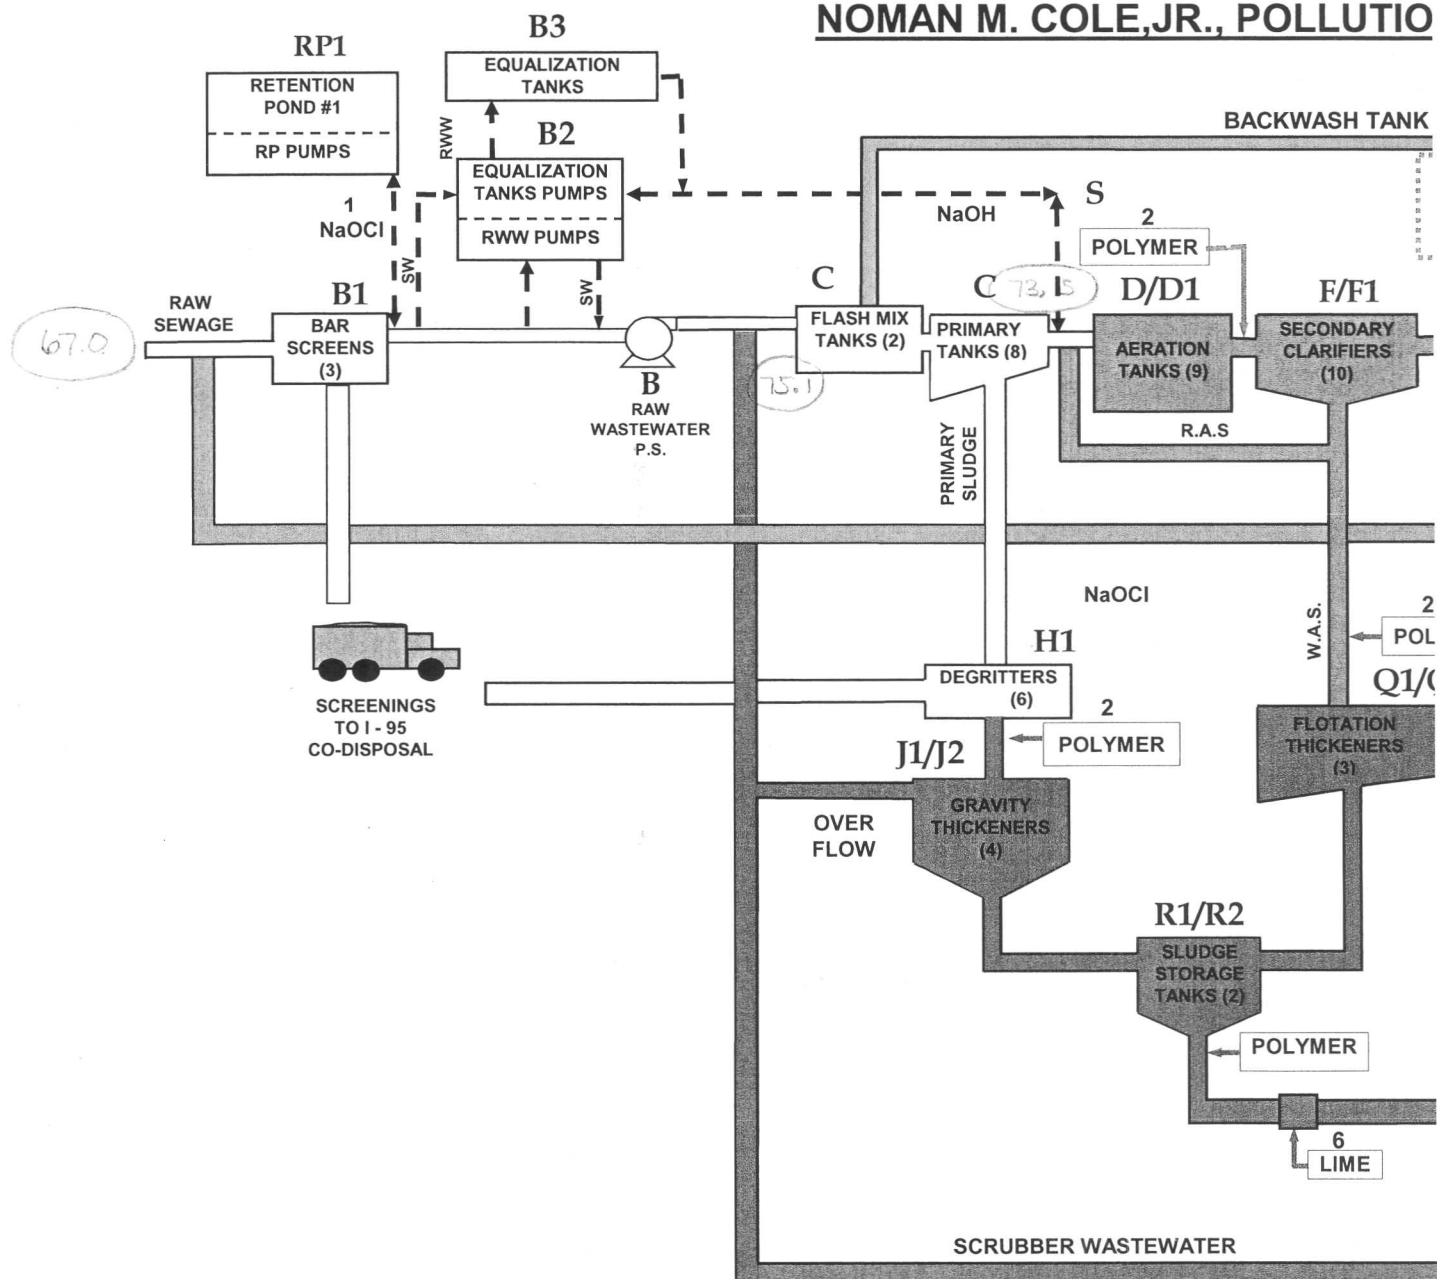 NOMAN M. COLE,JR., POLLUTIO
B3
RP1
EQUALIZATION
TANKS
RETENTION
POND #1
RP PUMPS
RWW
B2
BACKWASH TANK
EQUALIZATION
TANKS PUMPS
RWW PUMPS
1
NaOCl
SW
SW
NaOH
S
2
POLYMER
B1
C
C
73,5
D/D1
F/F1
RAW
SEWAGE
67.0
BAR
SCREENS
(3)
FLASH MIX
TANKS (2)
PRIMARY
TANKS (8)
AERATION
TANKS (9)
SECONDARY
CLARIFIERS
(10)
75.1
B
RAW
WASTEWATER
P.S.
R.A.S
PRIMARY
SLUDGE
NaOCl
W.A.S.
2
POL
H1
DEGRITTERS
(6)
Q1/Q
SCREENINGS
TO I - 95
CO-DISPOSAL
2
POLYMER
FLOTATION
THICKENERS
(3)
J1/J2
GRAVITY
THICKENERS
(4)
OVER
FLOW
R1/R2
SLUDGE
STORAGE
TANKS (2)
POLYMER
6
LIME
SCRUBBER WASTEWATER